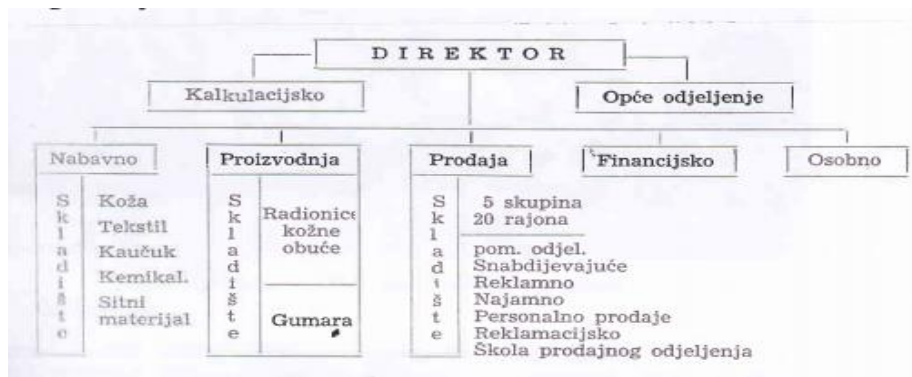 D I R E K T O R
Kalkulacijsko
Opće odjeljenje
Nabavno
Proizvodnja
Prodaja
Financijsko
Osobno
Skladište
Koža
Tekstil
Kaučuk
Kemikal.
Sitni
materijal
Skladište
Radionice
kožne
obuće
Gumara
Skladište
5 skupina
20 rajona
pom. odjel.
Snabdijevajuće
Reklamno
Najamno
Personalno prodaje
Reklamacijsko
Škola prodajnog odjeljenja